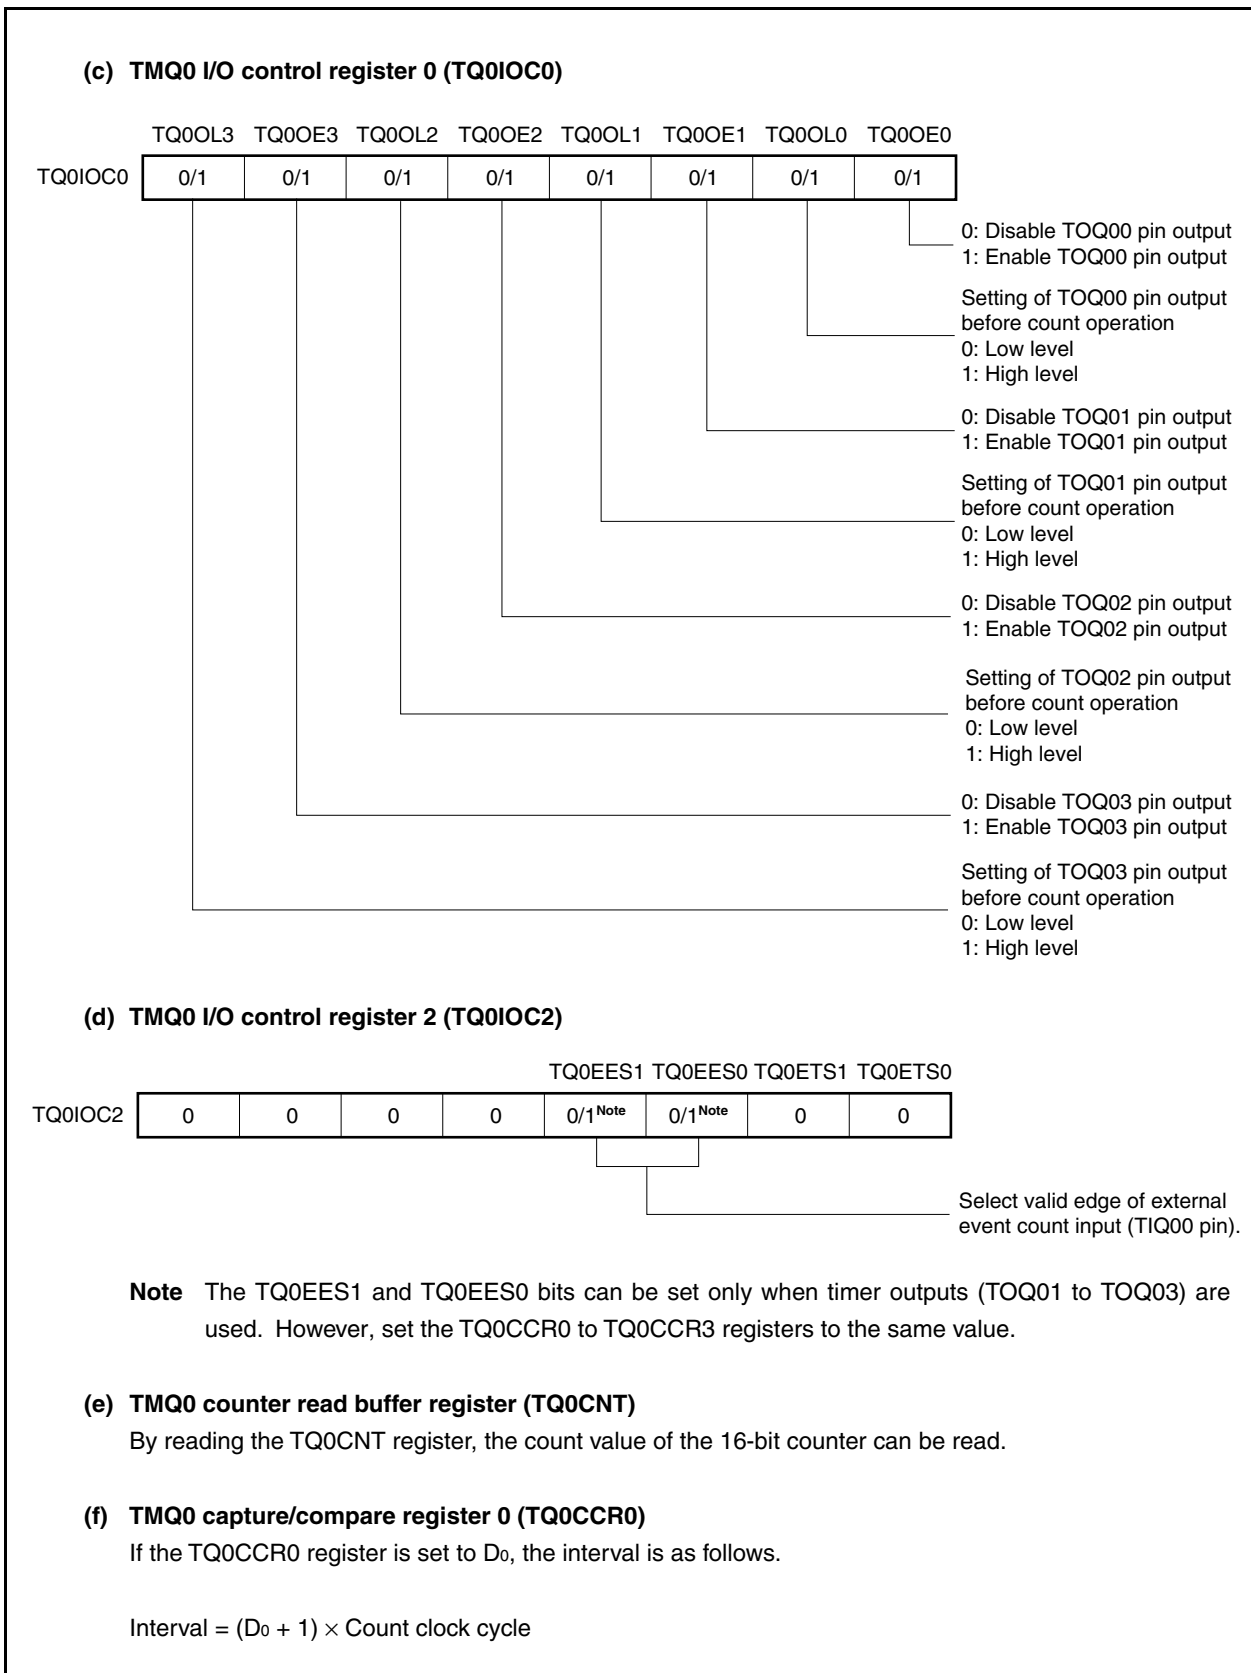 (c) TMQ0 I/O control register 0 (TQ0IOC0)
TQ0OL3 TQ0OE3 TQ0OL2 TQ0OE2 TQ0OL1 TQ0OE1 TQ0OL0 TQ0OE0
TQ0IOC0 0/1 0/1 0/1 0/1 0/1 0/1 0/1 0/1
0: Disable TOQ00 pin output
1: Enable TOQ00 pin output
Setting of TOQ00 pin output
before count operation
0: Low level
1: High level
0: Disable TOQ01 pin output
1: Enable TOQ01 pin output
Setting of TOQ01 pin output
before count operation
0: Low level
1: High level
0: Disable TOQ02 pin output
1: Enable TOQ02 pin output
Setting of TOQ02 pin output
before count operation
0: Low level
1: High level
0: Disable TOQ03 pin output
1: Enable TOQ03 pin output
Setting of TOQ03 pin output
before count operation
0: Low level
1: High level
(d) TMQ0 I/O control register 2 (TQ0IOC2)
TQ0EES1 TQ0EES0 TQ0ETS1 TQ0ETS0
TQ0IOC2 0 0 0 0 0/1Note 0/1Note 0 0
Select valid edge of external
event count input (TIQ00 pin).
Note The TQ0EES1 and TQ0EES0 bits can be set only when timer outputs (TOQ01 to TOQ03) are
used. However, set the TQ0CCR0 to TQ0CCR3 registers to the same value.
(e) TMQ0 counter read buffer register (TQ0CNT)
By reading the TQ0CNT register, the count value of the 16-bit counter can be read.
(f) TMQ0 capture/compare register 0 (TQ0CCR0)
If the TQ0CCR0 register is set to D0, the interval is as follows.
Interval = (D0 + 1) × Count clock cycle